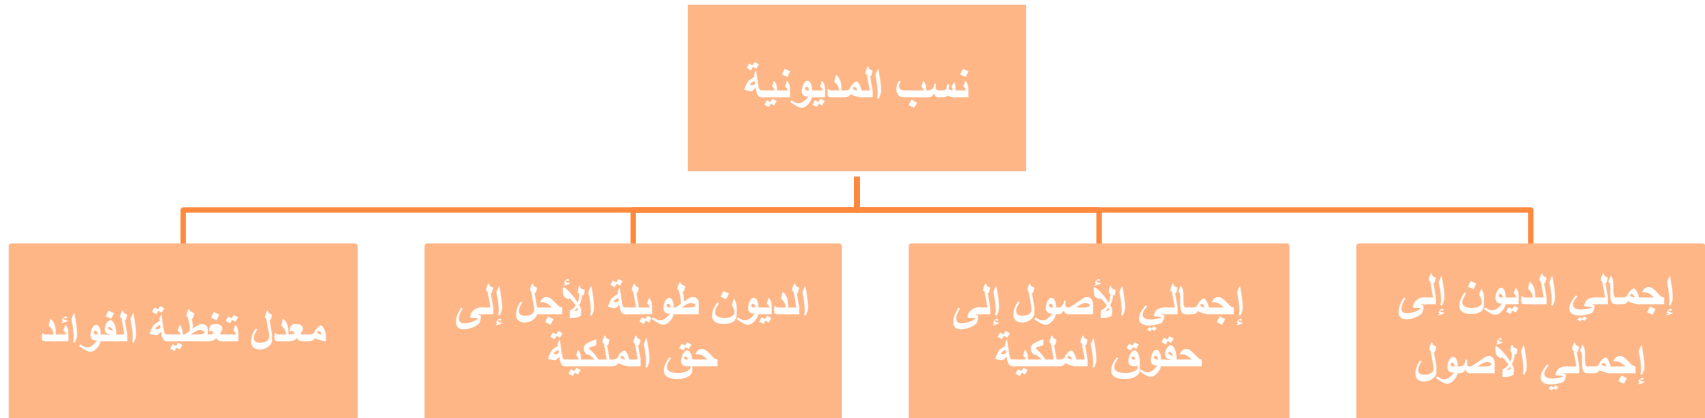 نسب المديونية
إجمالي الديون إلى
إجمالي الأصول
إجمالي الأصول إلى
حقوق الملكية
الديون طويلة الأجل إلى
حق الملكية
معدل تغطية الفوائد